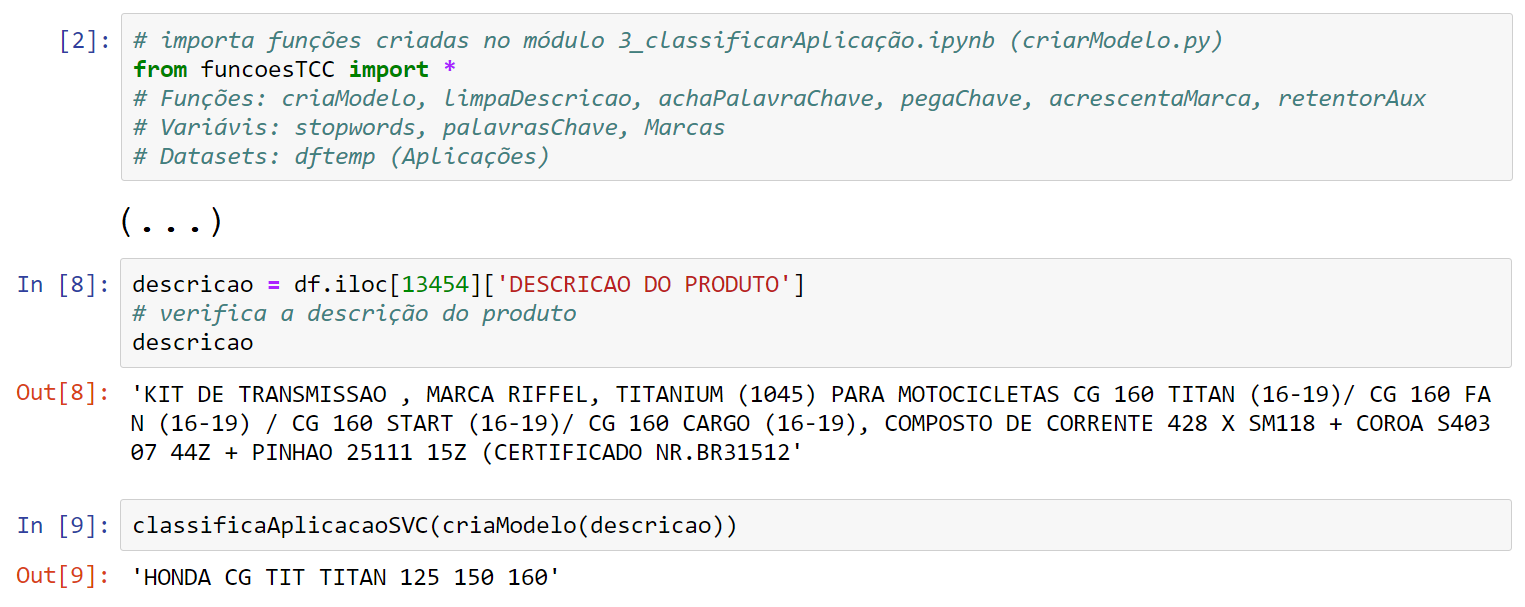 [2]: # importa funções criadas no módulo 3_classificarAplicação.ipynb (criarModelo.py)
from funcoesTCC import *
# Funções: criaModelo, limpaDescricao, achaPalavraChave, pegaChave, acrescentaMarca, retentorAux
# Variávis: stopwords, palavrasChave, Marcas
# Datasets: dftemp (Aplicações)
(...)
In [8]: descricao = df.iloc[13454]['DESCRICAO DO PRODUTO']
# verifica a descrição do produto
descricao
Out[8]: 'KIT DE TRANSMISSAO , MARCA RIFFEL, TITANIUM (1045) PARA MOTOCICLETAS CG 160 TITAN (16-19)/ CG 160 FA
N (16-19) / CG 160 START (16-19)/ CG 160 CARGO (16-19), COMPOSTO DE CORRENTE 428 X SM118 + COROA S403
07 44Z + PINHAO 25111 15Z (CERTIFICADO NR.BR31512'
In [9]: classificaAplicacaoSVC(criaModelo(descricao))
Out[9]: 'HONDA CG TIT TITAN 125 150 160'